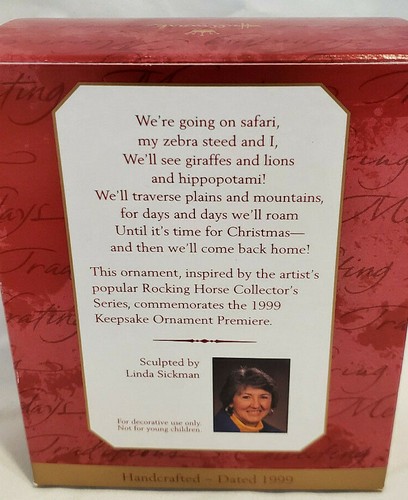 Hallmark
We're going on safari,
my zebra steed and I,
We'll see giraffes and lions
and hippopotami!
We'll traverse plains and mountains,
for days and days we'll roam
Until it's time for Christmas—
and then we'll come back home!
This ornament, inspired by the artist's
popular Rocking Horse Collector's
Series, commemorates the 1999
Keepsake Ornament Premiere.
Sculpted by
Linda Sickman
For decorative use only.
Not for young children.
Handcrafted ~ Dated 1999